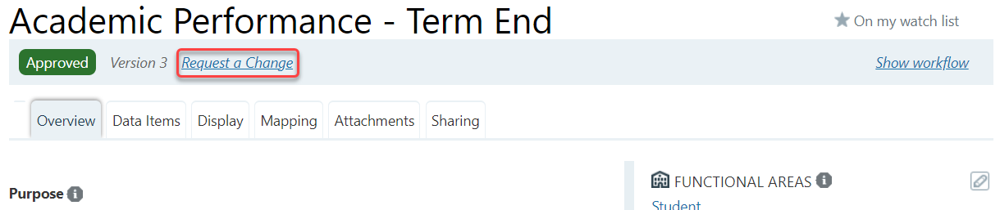 Academic Performance - Term End
On my watch list
Approved Version 3 Request a Change Show workflow
Overview Data Items Display Mapping Attachments Sharing
Purpose
FUNCTIONAL AREAS
Student